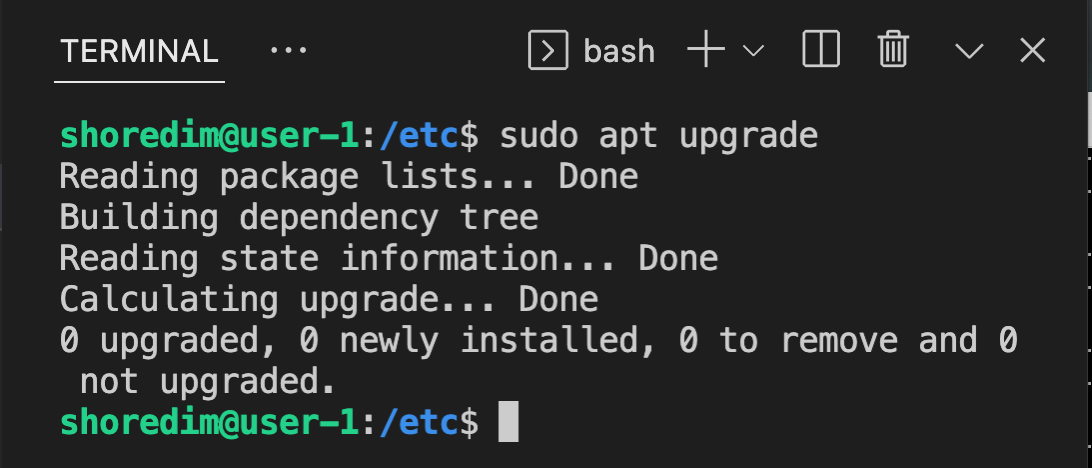 TERMINAL ... bash
shoredim@user-1:/etc$ sudo apt upgrade
Reading package lists... Done
Building dependency tree
Reading state information... Done
Calculating upgrade... Done
0 upgraded, 0 newly installed, 0 to remove and 0
not upgraded.
shoredim@user-1:/etc$